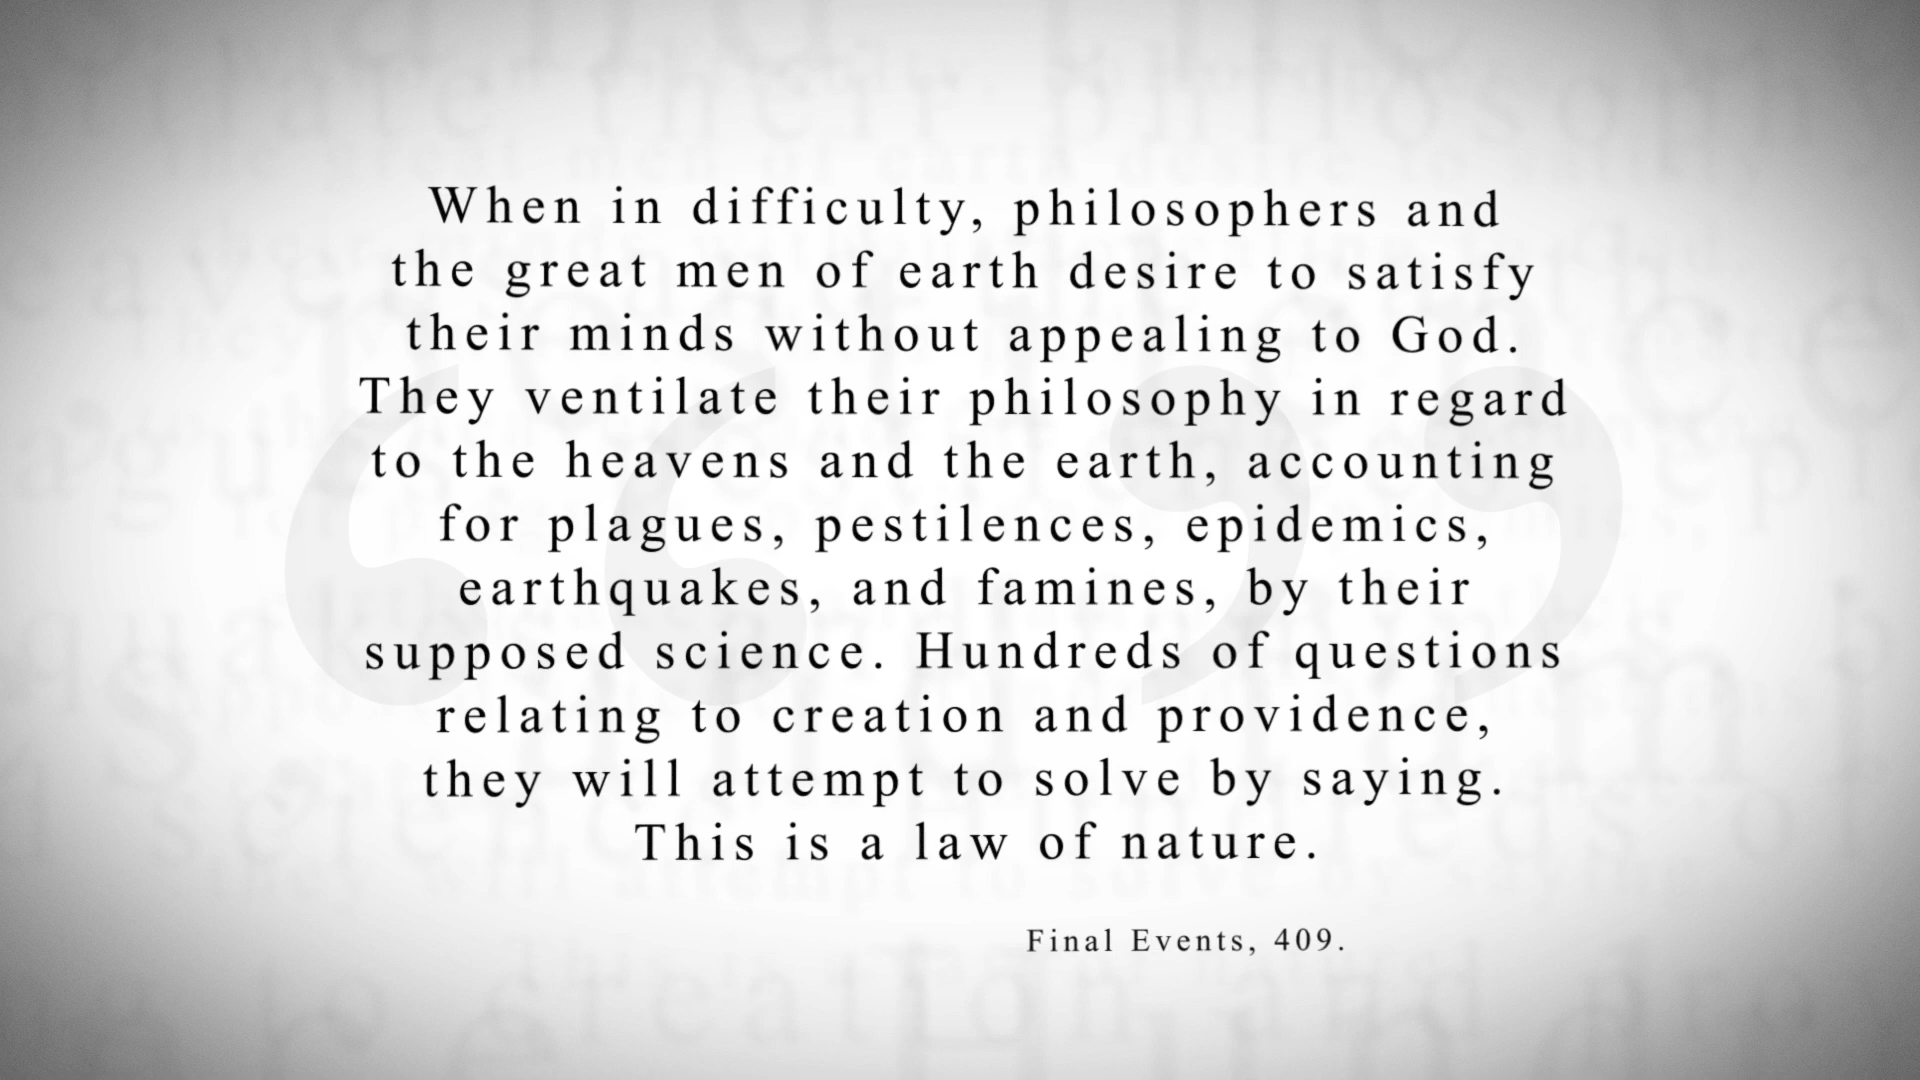 When in difficulty, philosophers and
the great men of earth desire to satisfy
their minds without appealing to God.
They ventilate their philosophy in regard
to the heavens and the earth, accounting
for plagues, pestilences, epidemics,
earthquakes, and famines, by their
supposed science. Hundreds of questions
relating to creation and providence,
they will attempt to solve by saying.
This is a law of nature.
Final Events, 409.